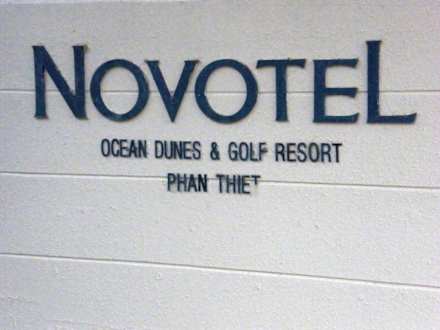 NOVOTEL
OCEAN DUNES & GOLF RESORT
PHAN THIET